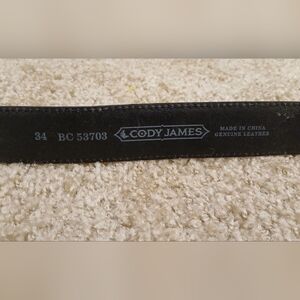 34 BC 53703 CODY JAMES MADE IN CHINA
GENUINE LEATHER